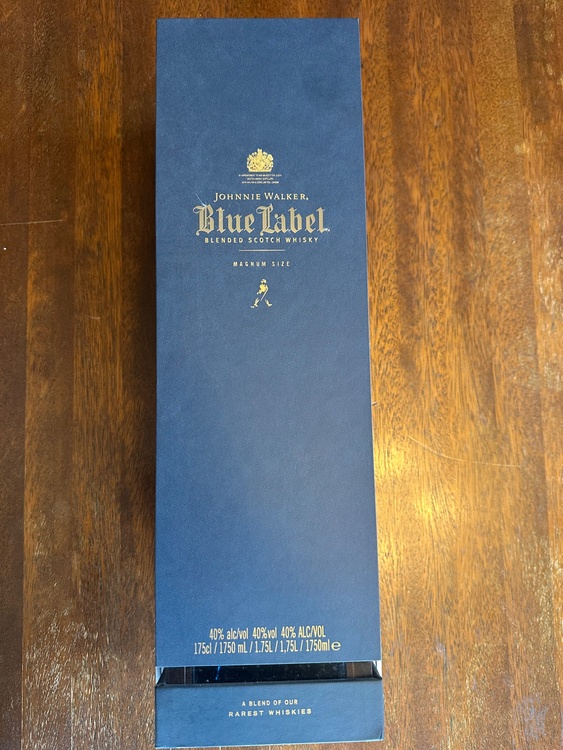 JOHNNIE WALKER.
Blue Label.
BLENDED SCOTCH WHISKY
MAGNUM SIZE
40% alc/vol 40%vol 40% ALC/VOL
175cl / 1750 mL / 1.75L / 1,75L / 1750ml e
A BLEND OF OUR
RAREST WHISKIES